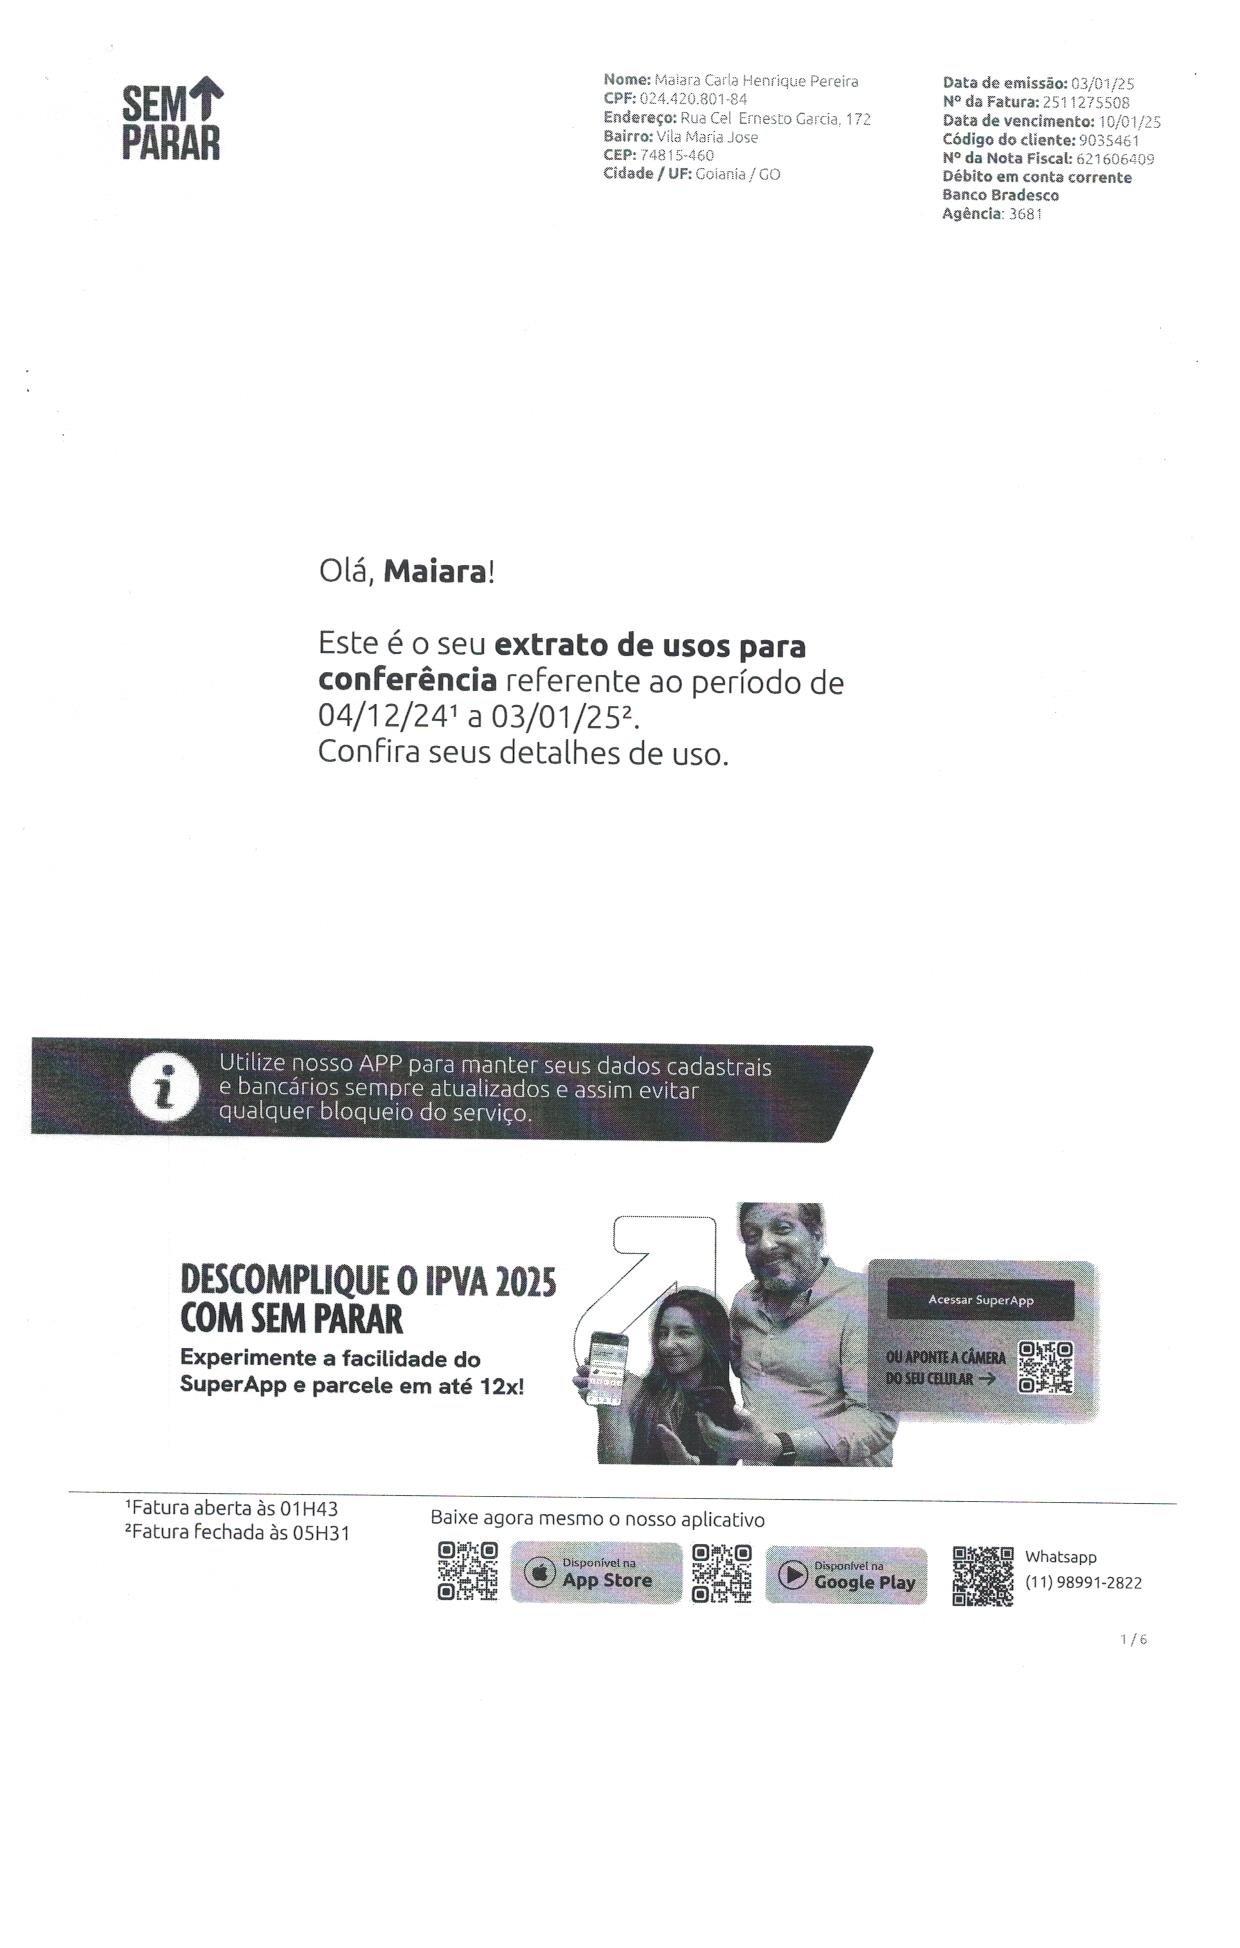 SEM
PARAR
Nome: Maiara Carla Henrique Pereira
CPF: 024.420.801-84
Endereço: Rua Cel Ernesto Garcia, 172
Bairro: Vila Maria Jose
CEP: 74815-460
Cidade / UF: Goiania / GO
Data de emissão: 03/01/25
Nº da Fatura: 2511275508
Data de vencimento: 10/01/25
Código do cliente: 9035461
Nº da Nota Fiscal: 621606409
Débito em conta corrente
Banco Bradesco
Agência: 3681
Olá, Maiara!
Este é o seu extrato de usos para
conferência referente ao período de
04/12/24¹ a 03/01/25².
Confira seus detalhes de uso.
Utilize nosso APP para manter seus dados cadastrais
e bancários sempre atualizados e assim evitar
qualquer bloqueio do serviço.
DESCOMPLIQUE O IPVA 2025
COM SEM PARAR
Experimente a facilidade do
SuperApp e parcele em até 12x!
Acessar SuperApp
OU APONTE A CÂMERA
DO SEU CELULAR →
¹Fatura aberta às 01H43
²Fatura fechada às 05H31
Baixe agora mesmo o nosso aplicativo
Disponível na
App Store
Disponível na
Google Play
Whatsapp
(11) 98991-2822
1 / 6